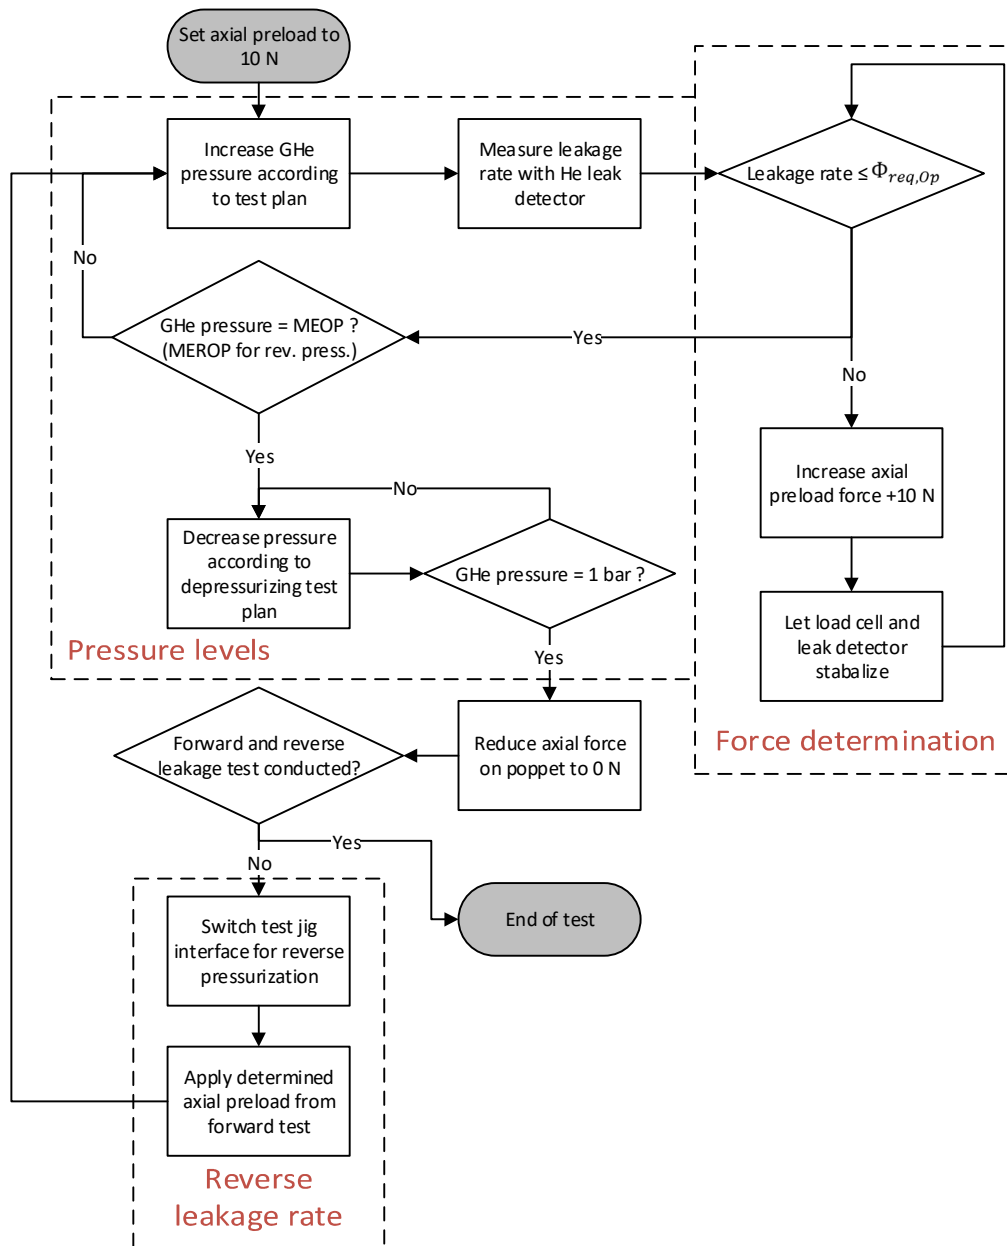 Set axial preload to
10 N
Increase GHe
pressure according
to test plan
Measure leakage
rate with He leak
detector
Leakage rate ≤ Φreq,Op
No
GHe pressure = MEOP ?
(MEROP for rev. press.)
Yes
No
Yes
No
Increase axial
preload force +10 N
Decrease pressure
according to
depressurizing test
plan
GHe pressure = 1 bar ?
Let load cell and
leak detector
stabalize
Pressure levels
Yes
Forward and reverse
leakage test conducted?
Reduce axial force
on poppet to 0 N
Force determination
Yes
No
Switch test jig
interface for reverse
pressurization
End of test
Apply determined
axial preload from
forward test
Reverse
leakage rate